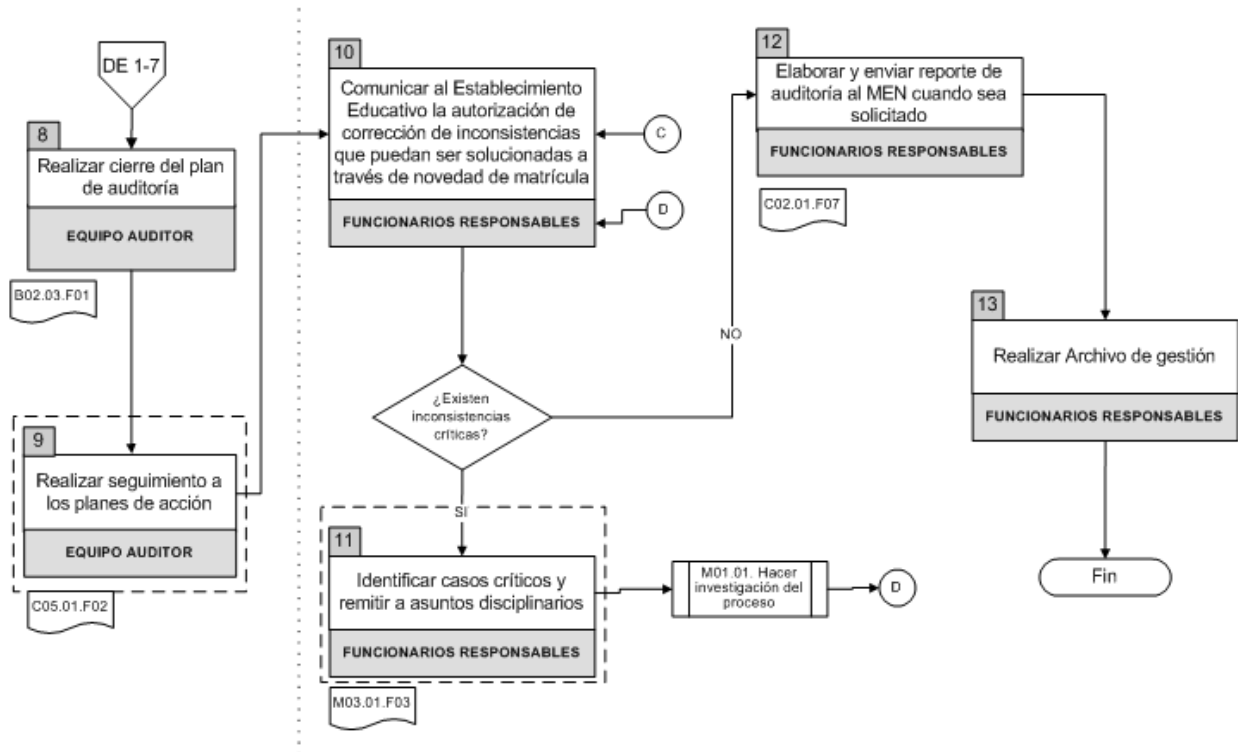 DE 1-7
8
Realizar cierre del plan
de auditoría
EQUIPO AUDITOR
B02.03.F01
9
Realizar seguimiento a
los planes de acción
EQUIPO AUDITOR
C05.01.F02
10
Comunicar al Establecimiento
Educativo la autorización de
corrección de inconsistencias
que puedan ser solucionadas a
través de novedad de matrícula
FUNCIONARIOS RESPONSABLES
C
D
¿Existen
inconsistencias
críticas?
NO
SI
11
Identificar casos críticos y
remitir a asuntos disciplinarios
FUNCIONARIOS RESPONSABLES
M03.01.F03
M01.01. Hacer
investigación del
proceso
D
12
Elaborar y enviar reporte de
auditoría al MEN cuando sea
solicitado
FUNCIONARIOS RESPONSABLES
C02.01.F07
13
Realizar Archivo de gestión
FUNCIONARIOS RESPONSABLES
Fin